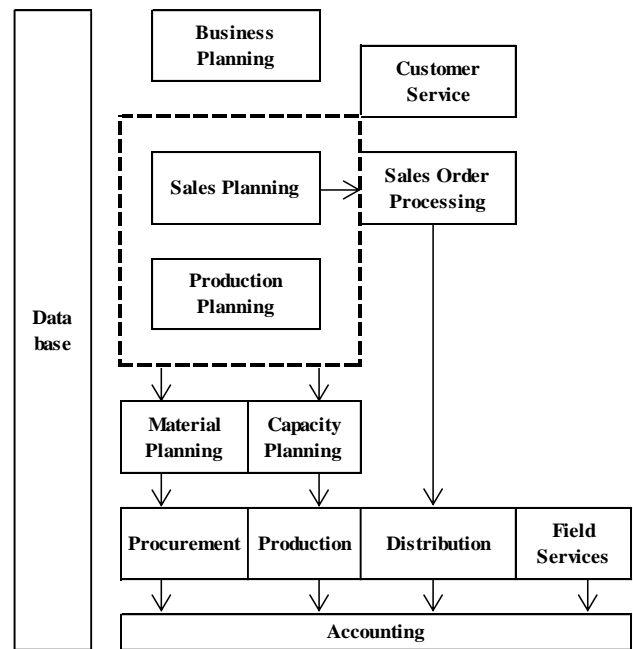 Business
Planning
Customer
Service
Sales Planning
Sales Order
Processing
Production
Planning
Data
base
Material
Planning
Capacity
Planning
Procurement
Production
Distribution
Field
Services
Accounting